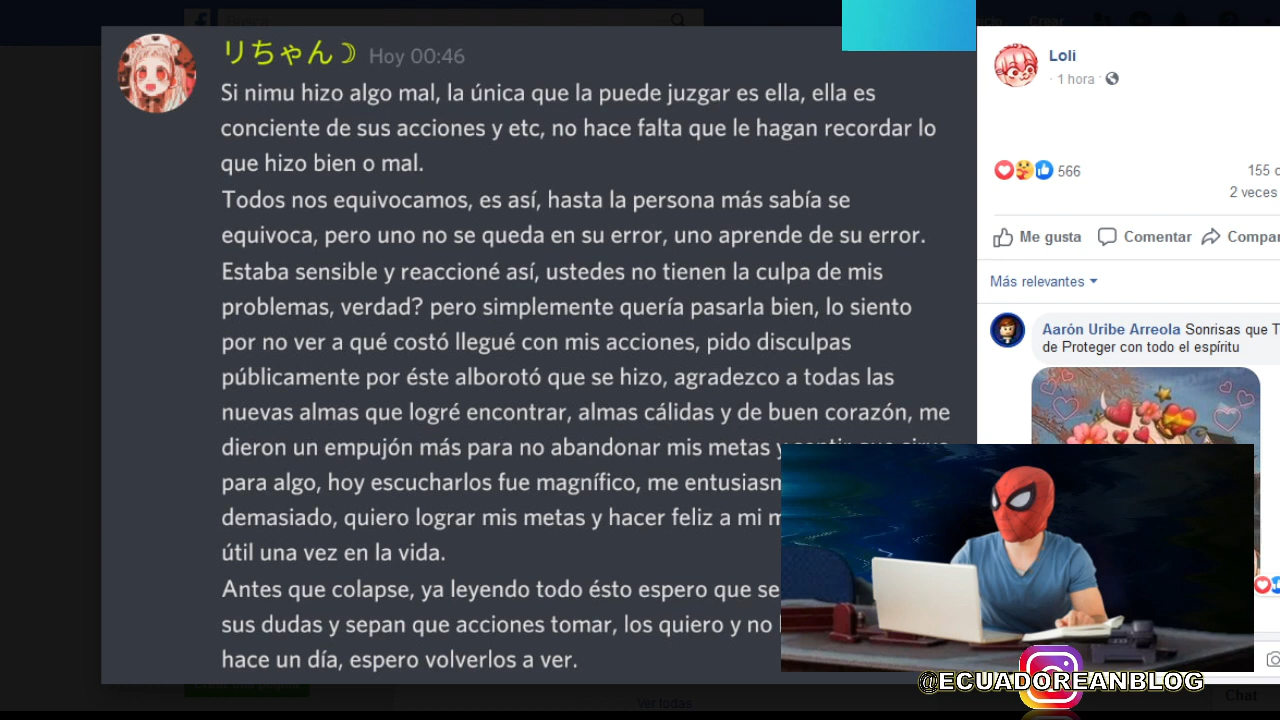 リちゃん☽ Hoy 00:46
Si nimu hizo algo mal, la única que la puede juzgar es ella, ella es
conciente de sus acciones y etc, no hace falta que le hagan recordar lo
que hizo bien o mal.
Todos nos equivocamos, es así, hasta la persona más sabía se
equivoca, pero uno no se queda en su error, uno aprende de su error.
Estaba sensible y reaccioné así, ustedes no tienen la culpa de mis
problemas, verdad? pero simplemente quería pasarla bien, lo siento
por no ver a qué costó llegué con mis acciones, pido disculpas
públicamente por éste alborotó que se hizo, agradezco a todas las
nuevas almas que logré encontrar, almas cálidas y de buen corazón, me
dieron un empujón más para no abandonar mis metas y
para algo, hoy escucharlos fue magnífico, me
demasiado, quiero lograr mis metas y hacer feliz a mi
útil una vez en la vida.
Antes que colapse, ya leyendo todo ésto espero que
sus dudas y sepan que acciones tomar, los quiero y no
hace un día, espero volverlos a ver.
Loli
· 1 hora ·
566
155
2 veces
Me gusta Comentar
Más relevantes
Aarón Uribe Arreola Sonrisas que
de Proteger con todo el espíritu
@ECUADOREANBLOG
Ver todas
Chat